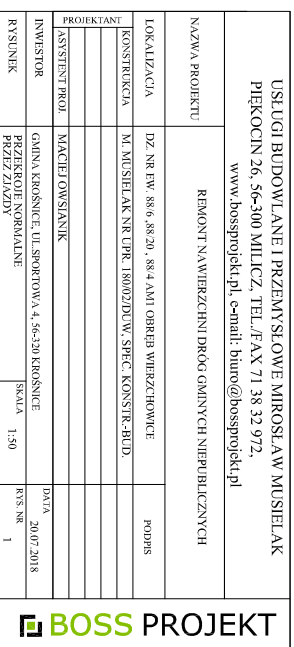 USŁUGI BUDOWLANE I PRZEMYSŁOWE MIROSŁAW MUSIELAK
PIĘKOCIN 26, 56-300 MILICZ, TEL./FAX 71 38 32 972,
www.bossprojekt.pl, e-mail: biuro@bossprojekt.pl
NAZWA PROJEKTU REMONT NAWIERZCHNI DRÓG GMINYCH NIEPUBLICZNYCH
LOKALIZACJA DZ. NR EW. 88/6 ,88/20 , 88/4 AM1 OBRĘB WIERZCHOWICE PODPIS
PROJEKTANT
KONSTRUKCJA M. MUSIELAK NR UPR. 180/02/DUW, SPEC. KONSTR.-BUD.
ASYSTENT PROJ. MACIEJ OWSIANIK
INWESTOR GMINA KROŚNICE, UL.SPORTOWA 4, 56-320 KROŚNICE DATA 20.07.2018
RYSUNEK PRZEKROJE NORMALNE
PRZEZ ZJAZDY
SKALA 1:50 RYS. NR 1
BOSS PROJEKT